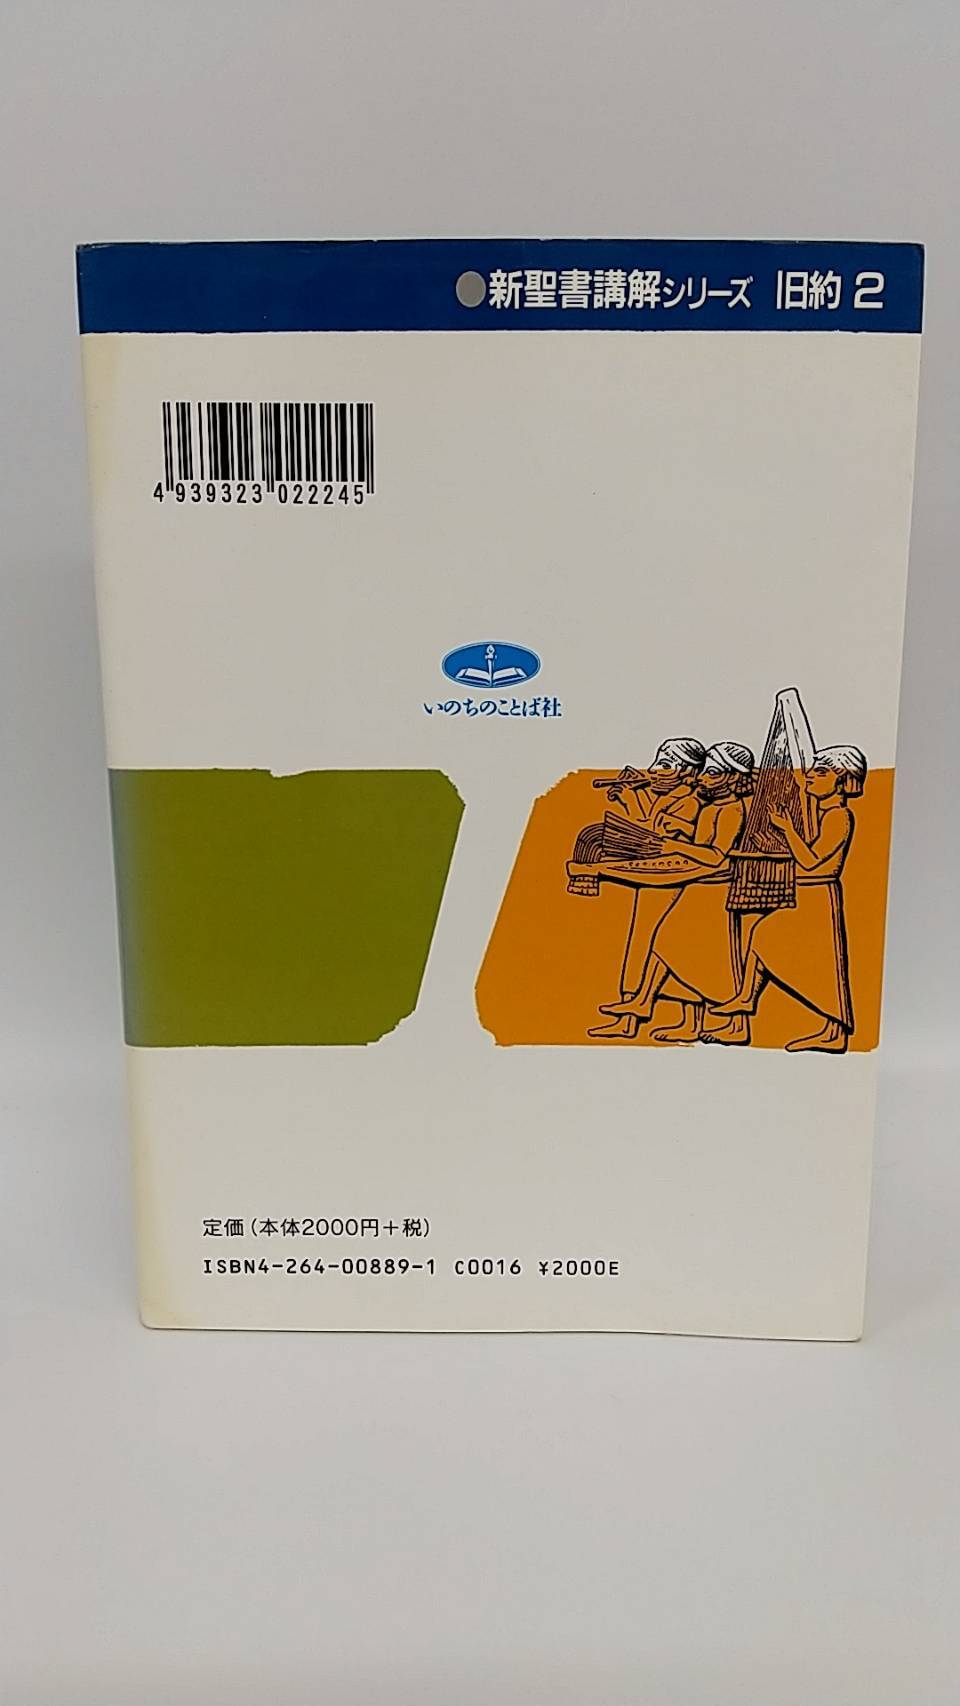 ●新聖書講解シリーズ 旧約 2
4 939323 022245
いのちのことば社
定価(本体2000円+税)
ISBN4-264-00889-1 C0016 ¥2000E